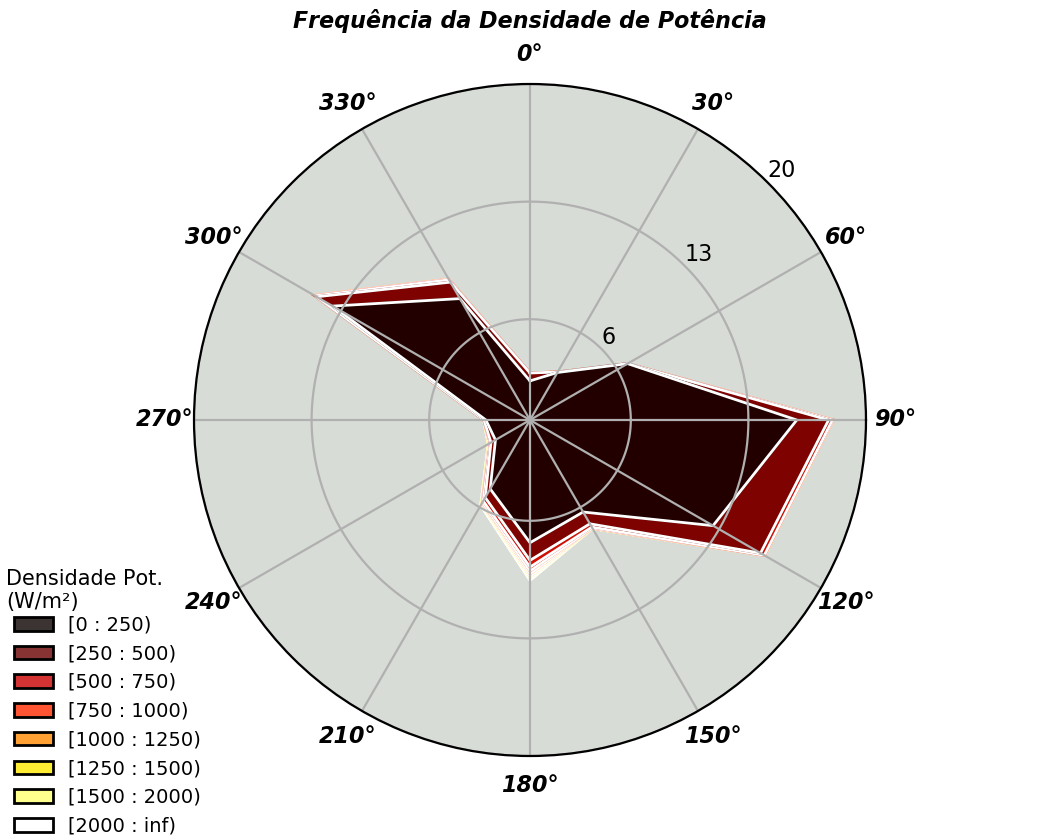 Frequência da Densidade de Potência
0°
330°
30°
20
300°
60°
13
6
270°
90°
Densidade Pot.
(W/m²)
240°
120°
[0 : 250)
[250 : 500)
[500 : 750)
[750 : 1000)
210°
150°
[1000 : 1250)
[1250 : 1500)
180°
[1500 : 2000)
[2000 : inf)